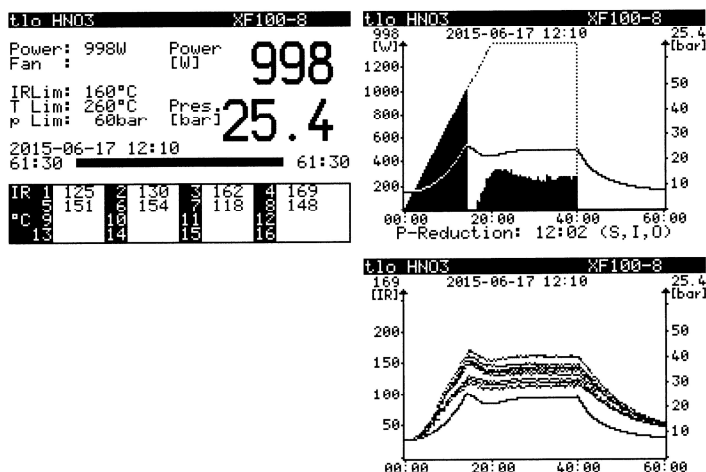 tlo HNO3 XF100-8
Power: 998W Power [W] 998
Fan :
IRLim: 160°C
T Lim: 260°C Pres. [bar] 25.4
p Lim: 60bar
2015-06-17 12:10
61:30 61:30
IR 1 125 2 130 3 162 4 169
5 151 6 154 7 118 8 148
°C 9 10 11 12
13 14 15 16
tlo HNO3 XF100-8
998 2015-06-17 12:10 25.4
[W] [bar]
1200
1000 50
800 40
600 30
400 20
200 10
00:00 20:00 40:00 60:00
P-Reduction: 12:02 (S,I,O)
tlo HNO3 XF100-8
169 2015-06-17 12:10 25.4
[IR] [bar]
200 50
150 40
100 30
50 20
10
00:00 20:00 40:00 60:00